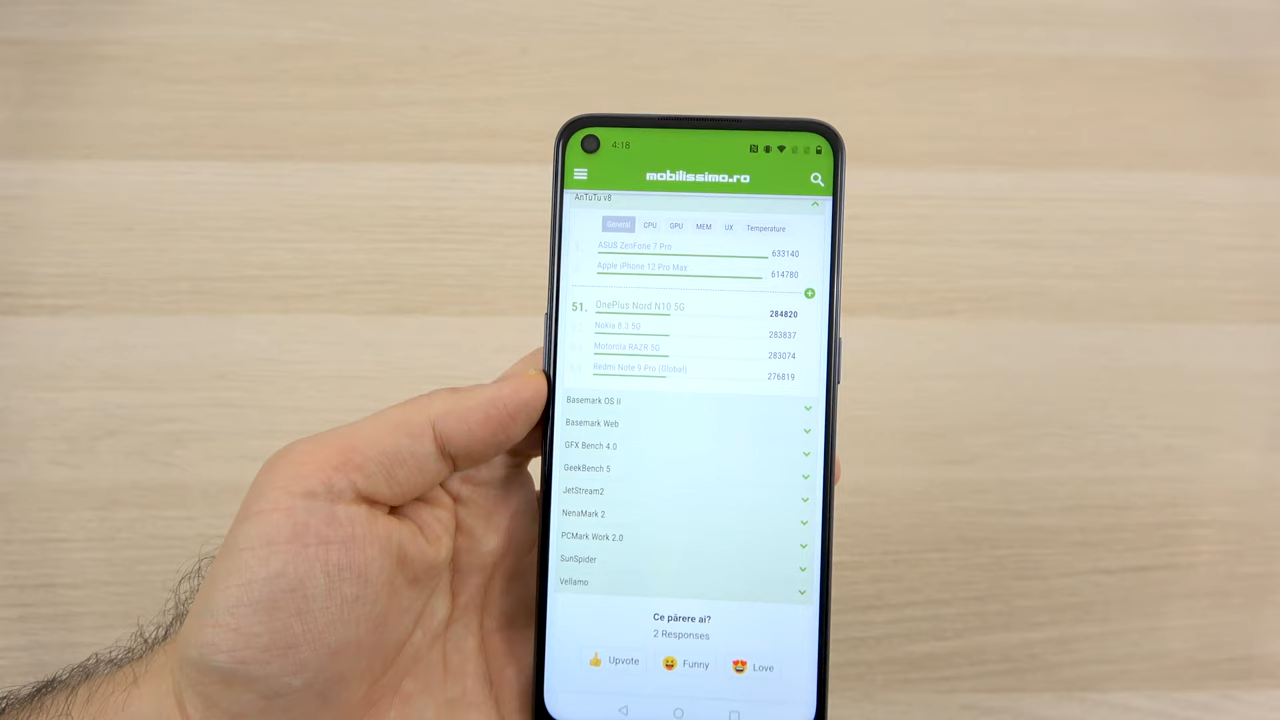 4:18
mobilissimo.ro
AnTuTu v8
General CPU GPU MEM UX Temperature
ASUS ZenFone 7 Pro 633140
Apple iPhone 12 Pro Max 614780
51. OnePlus Nord N10 5G 284820
Nokia 8.3 5G 283837
Motorola RAZR 5G 283074
Redmi Note 9 Pro (Global) 276819
Basemark OS II
Basemark Web
GFX Bench 4.0
GeekBench 5
JetStream2
NenaMark 2
PCMark Work 2.0
SunSpider
Vellamo
Ce părere ai?
2 Responses
Upvote Funny Love